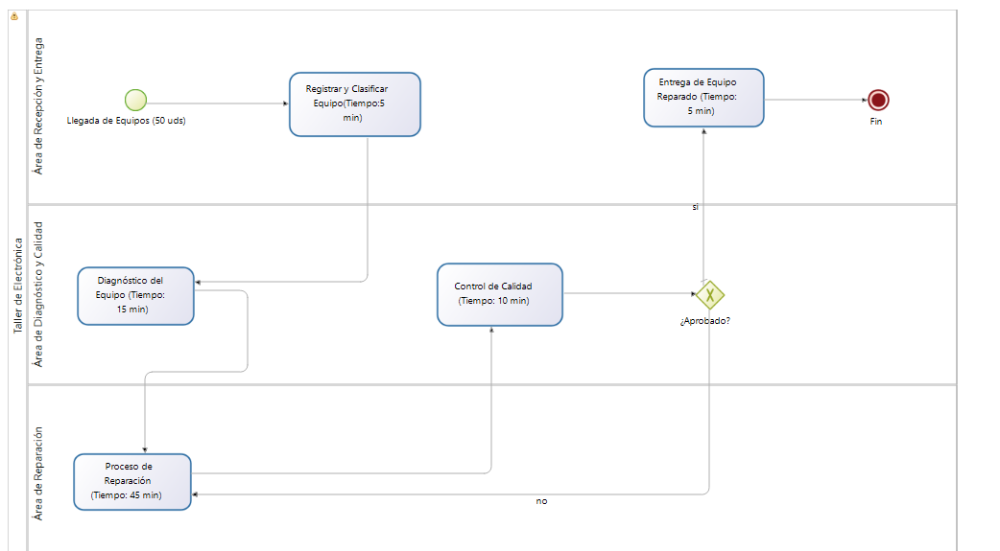 Taller de Electrónica
Área de Recepción y Entrega
Llegada de Equipos (50 uds)
Registrar y Clasificar
Equipo(Tiempo:5
min)
Entrega de Equipo
Reparado (Tiempo:
5 min)
Fin
si
Área de Diagnóstico y Calidad
Diagnóstico del
Equipo (Tiempo:
15 min)
Control de Calidad
(Tiempo: 10 min)
¿Aprobado?
Área de Reparación
Proceso de
Reparación
(Tiempo: 45 min)
no